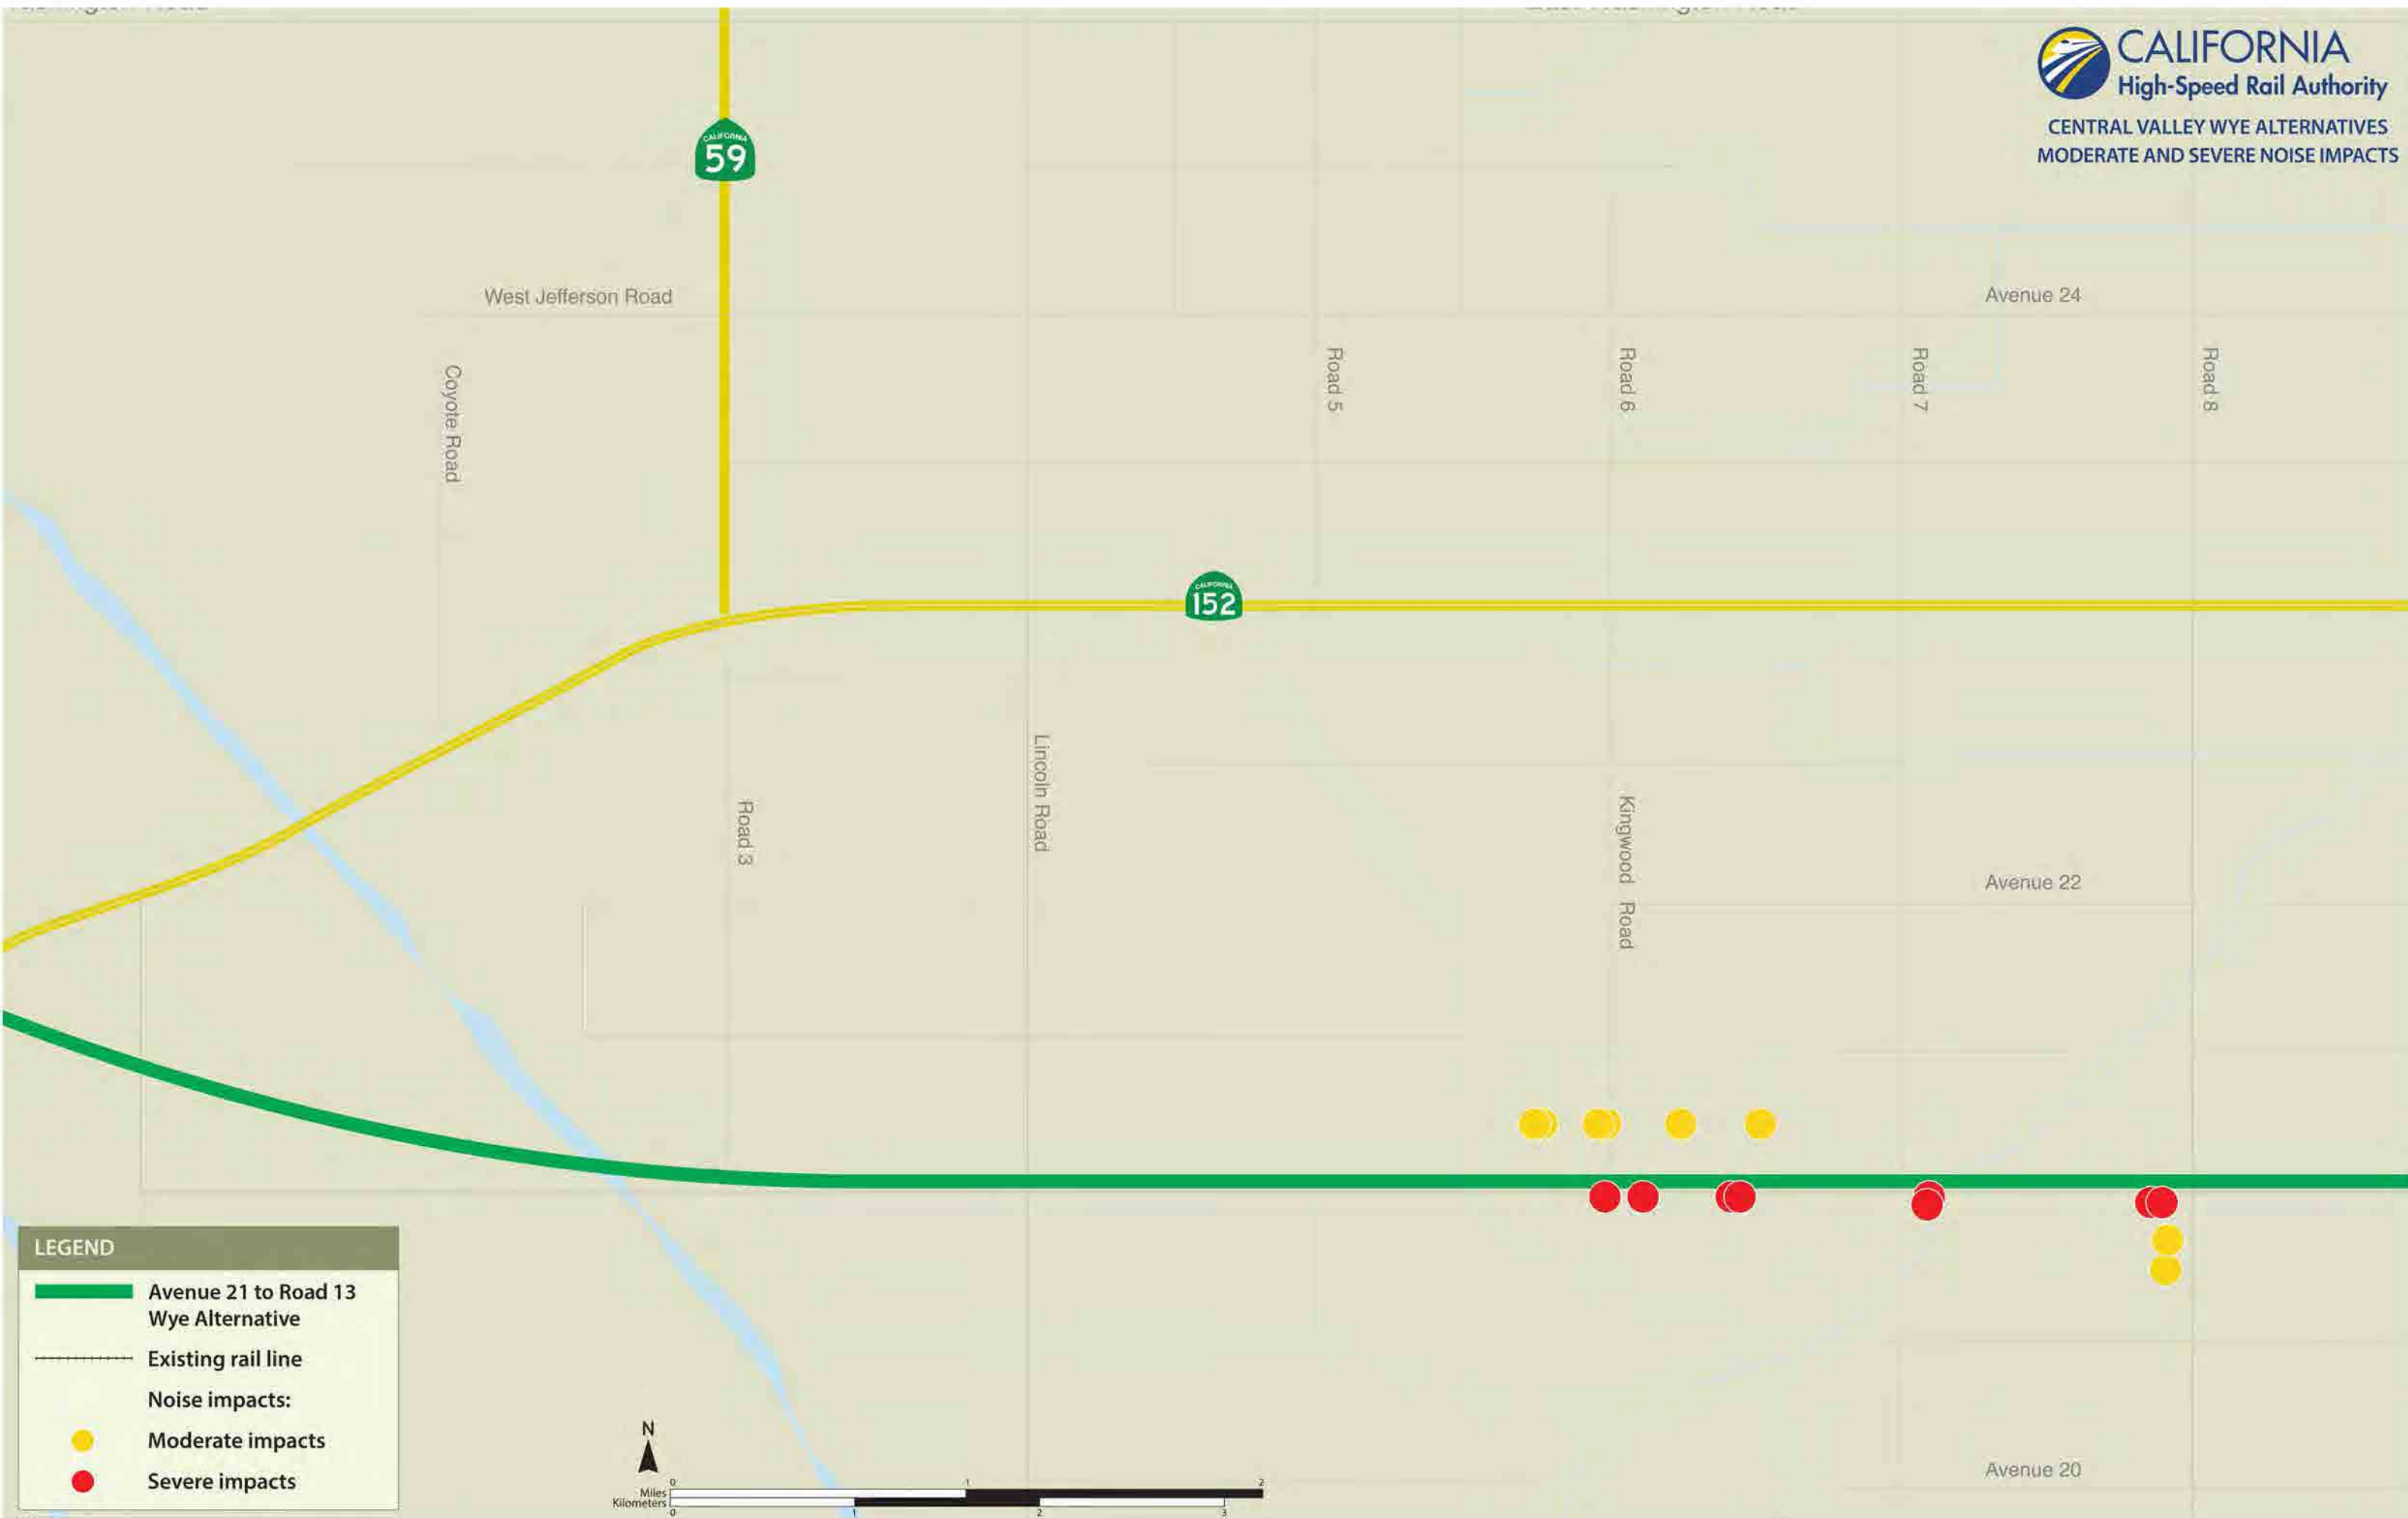 CALIFORNIA
High-Speed Rail Authority
CENTRAL VALLEY WYE ALTERNATIVES
MODERATE AND SEVERE NOISE IMPACTS
CALIFORNIA
59
West Jefferson Road
Avenue 24
Coyote Road
Road 5
Road 6
Road 7
Road 8
CALIFORNIA
152
Road 3
Lincoln Road
Kingwood Road
Avenue 22
LEGEND
Avenue 21 to Road 13
Wye Alternative
Existing rail line
Noise impacts:
Moderate impacts
Severe impacts
N
0 1 2
Miles
Kilometers
0 1 2 3
Avenue 20